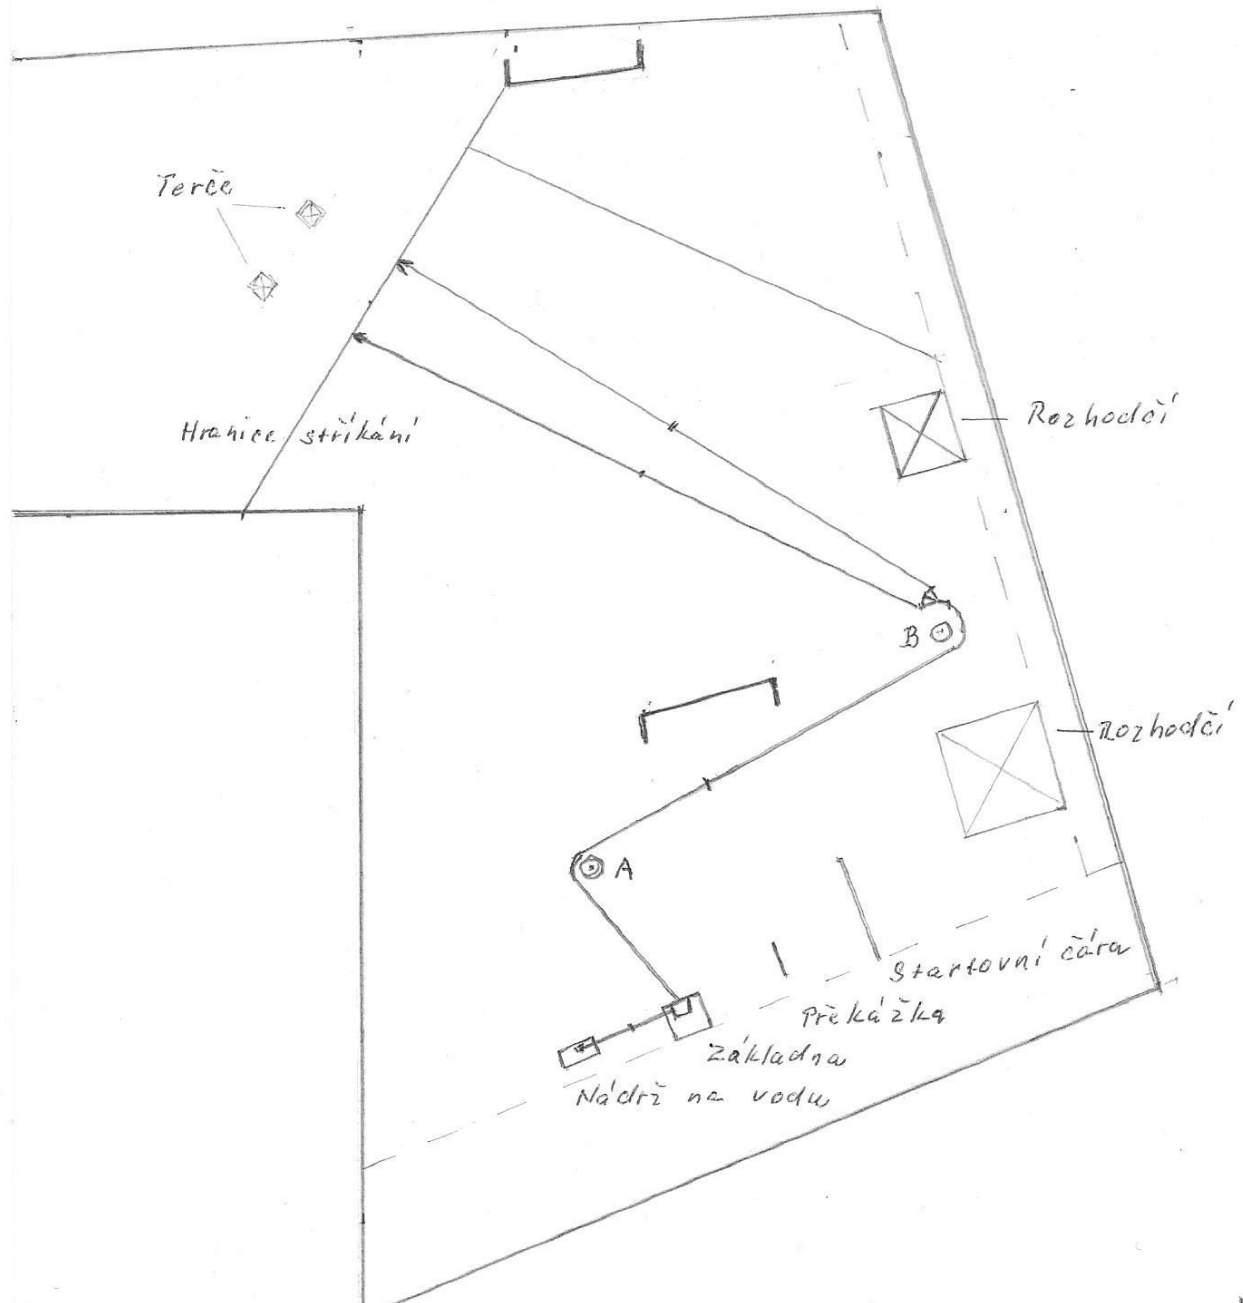 Terče
Hranice stříkání
Rozhodčí
B
Rozhodčí
A
Startovní čára
Překážka
Základna
Nádrž na vodu